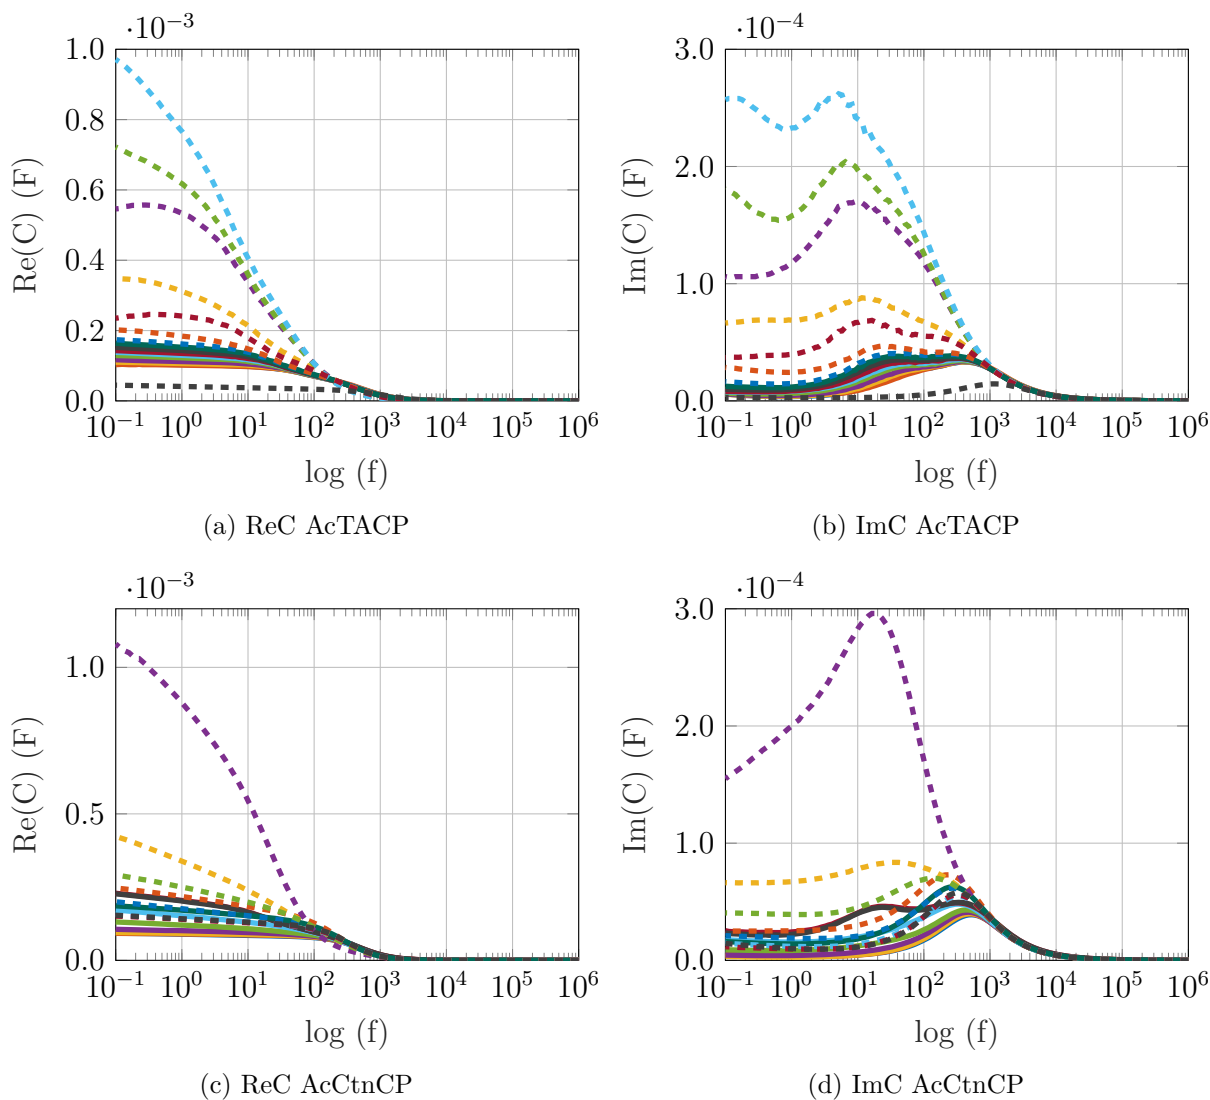 ·10⁻³
1.0
0.8
0.6
0.4
0.2
0.0
Re(C) (F)
10⁻¹ 10⁰ 10¹ 10² 10³ 10⁴ 10⁵ 10⁶
log (f)
(a) ReC AcTACP
·10⁻⁴
3.0
2.0
1.0
0.0
Im(C) (F)
10⁻¹ 10⁰ 10¹ 10² 10³ 10⁴ 10⁵ 10⁶
log (f)
(b) ImC AcTACP
·10⁻³
1.0
0.5
0.0
Re(C) (F)
10⁻¹ 10⁰ 10¹ 10² 10³ 10⁴ 10⁵ 10⁶
log (f)
(c) ReC AcCtnCP
·10⁻⁴
3.0
2.0
1.0
0.0
Im(C) (F)
10⁻¹ 10⁰ 10¹ 10² 10³ 10⁴ 10⁵ 10⁶
log (f)
(d) ImC AcCtnCP